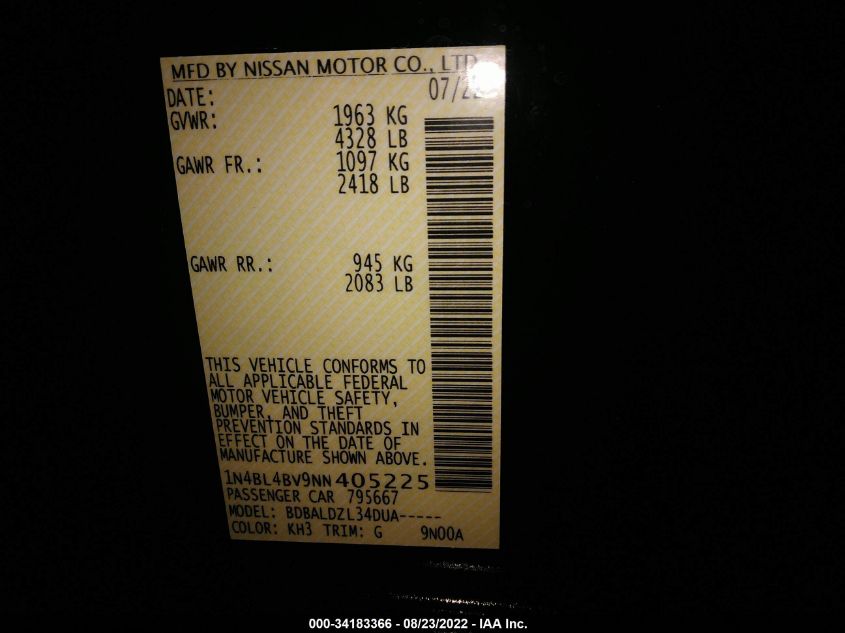 MFD BY NISSAN MOTOR CO., LTD
DATE: 07/22
GVWR: 1963 KG
4328 LB
GAWR FR.: 1097 KG
2418 LB
GAWR RR.: 945 KG
2083 LB
THIS VEHICLE CONFORMS TO
ALL APPLICABLE FEDERAL
MOTOR VEHICLE SAFETY,
BUMPER, AND THEFT
PREVENTION STANDARDS IN
EFFECT ON THE DATE OF
MANUFACTURE SHOWN ABOVE.
1N4BL4BV9NN405225
PASSENGER CAR 795667
MODEL: BDBALDZL34DUA-----
COLOR: KH3 TRIM: G 9N00A
000-34183366 - 08/23/2022 - IAA Inc.